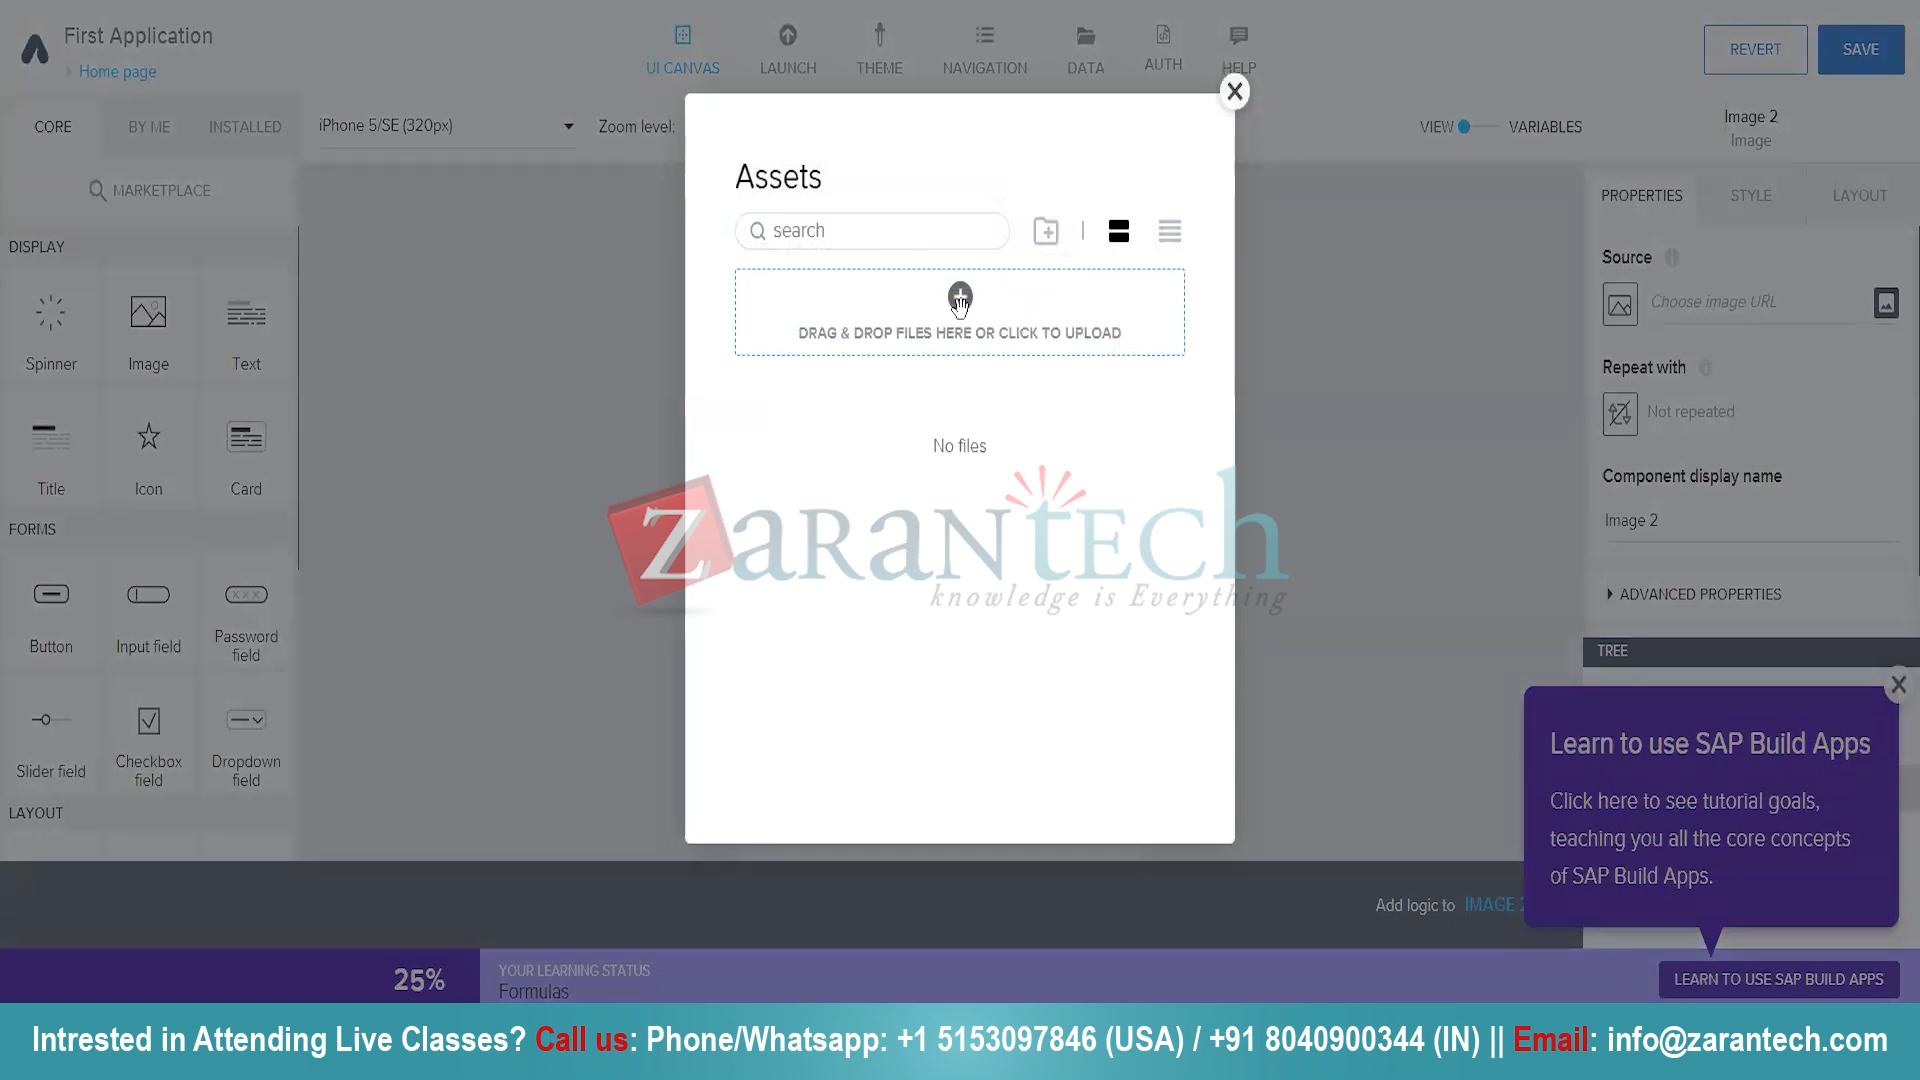 First Application
Home page
UI CANVAS
LAUNCH
THEME
NAVIGATION
DATA
AUTH
HELP
REVERT
SAVE
CORE
BY ME
INSTALLED
iPhone 5/SE (320px)
Zoom level:
VIEW
VARIABLES
Image 2
Image
MARKETPLACE
PROPERTIES
STYLE
LAYOUT
DISPLAY
Spinner
Image
Text
Title
Icon
Card
FORMS
Button
Input field
Password
field
Slider field
Checkbox
field
Dropdown
field
LAYOUT
Assets
search
DRAG & DROP FILES HERE OR CLICK TO UPLOAD
No files
ZARANTECH
knowledge is Everything
Source
Choose image URL
Repeat with
Not repeated
Component display name
Image 2
ADVANCED PROPERTIES
TREE
Learn to use SAP Build Apps
Click here to see tutorial goals,
teaching you all the core concepts
of SAP Build Apps.
Add logic to IMAGE 2
25%
YOUR LEARNING STATUS
Formulas
LEARN TO USE SAP BUILD APPS
Intrested in Attending Live Classes? Call us: Phone/Whatsapp: +1 5153097846 (USA) / +91 8040900344 (IN) || Email: info@zarantech.com